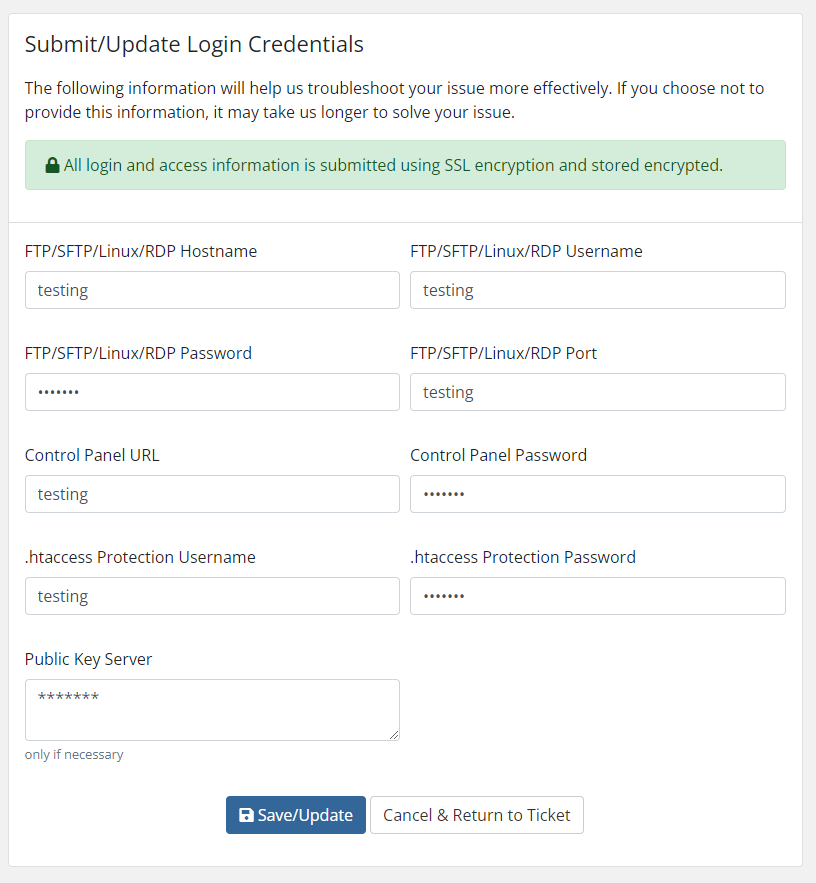 Submit/Update Login Credentials
The following information will help us troubleshoot your issue more effectively. If you choose not to
provide this information, it may take us longer to solve your issue.
All login and access information is submitted using SSL encryption and stored encrypted.
FTP/SFTP/Linux/RDP Hostname
FTP/SFTP/Linux/RDP Username
testing
testing
FTP/SFTP/Linux/RDP Password
FTP/SFTP/Linux/RDP Port
•••••••
testing
Control Panel URL
Control Panel Password
testing
•••••••
.htaccess Protection Username
.htaccess Protection Password
testing
•••••••
Public Key Server
*******
only if necessary
Save/Update
Cancel & Return to Ticket